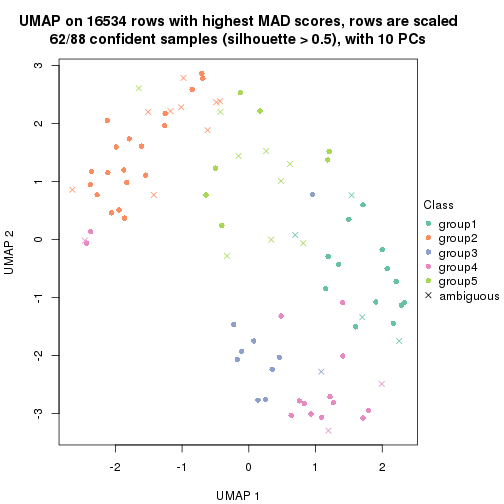 UMAP on 16534 rows with highest MAD scores, rows are scaled
62/88 confident samples (silhouette > 0.5), with 10 PCs
3
2
1
0
-1
-2
-3
UMAP 2
-2
-1
0
1
2
UMAP 1
Class
group1
group2
group3
group4
group5
ambiguous